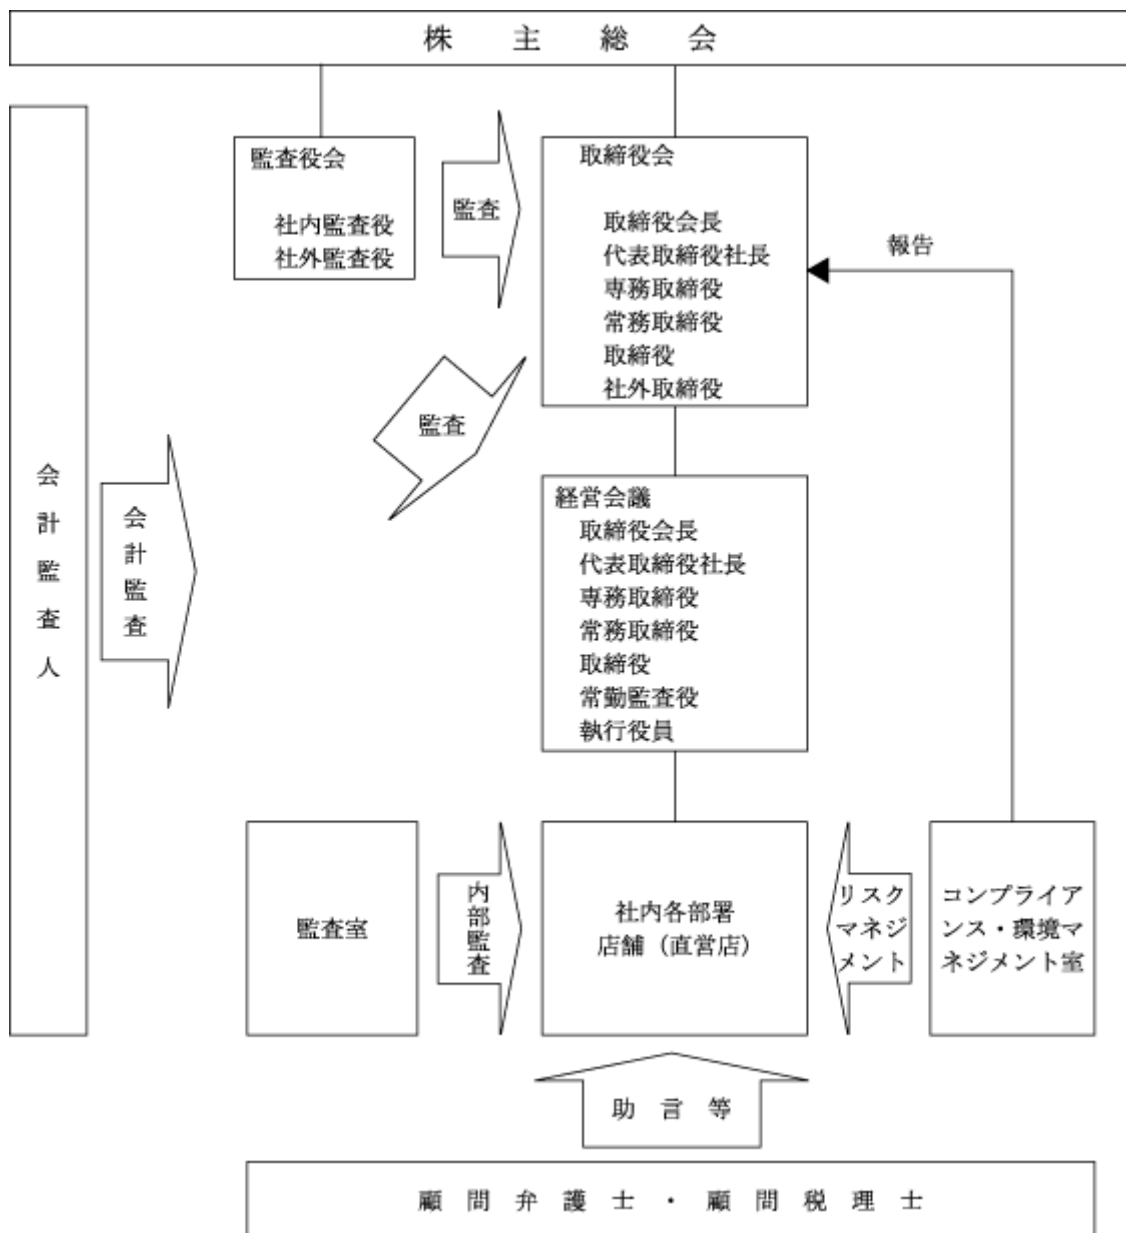 株主総会
監査役会
社内監査役
社外監査役
監査
取締役会
取締役会長
代表取締役社長
専務取締役
常務取締役
取締役
社外取締役
報告
監査
会計監査人
会計監査
経営会議
取締役会長
代表取締役社長
専務取締役
常務取締役
取締役
常勤監査役
執行役員
監査室
内部監査
社内各部署
店舗（直営店）
リスク
マネジ
メント
コンプライア
ンス・環境マ
ネジメント室
助言等
顧問弁護士・顧問税理士